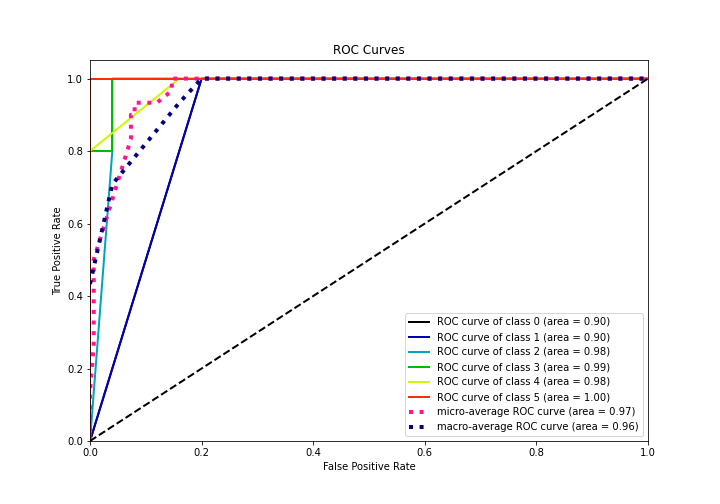 ROC Curves
1.0
0.8
0.6
0.4
0.2
0.0
True Positive Rate
0.0 0.2 0.4 0.6 0.8 1.0
False Positive Rate
ROC curve of class 0 (area = 0.90)
ROC curve of class 1 (area = 0.90)
ROC curve of class 2 (area = 0.98)
ROC curve of class 3 (area = 0.99)
ROC curve of class 4 (area = 0.98)
ROC curve of class 5 (area = 1.00)
micro-average ROC curve (area = 0.97)
macro-average ROC curve (area = 0.96)